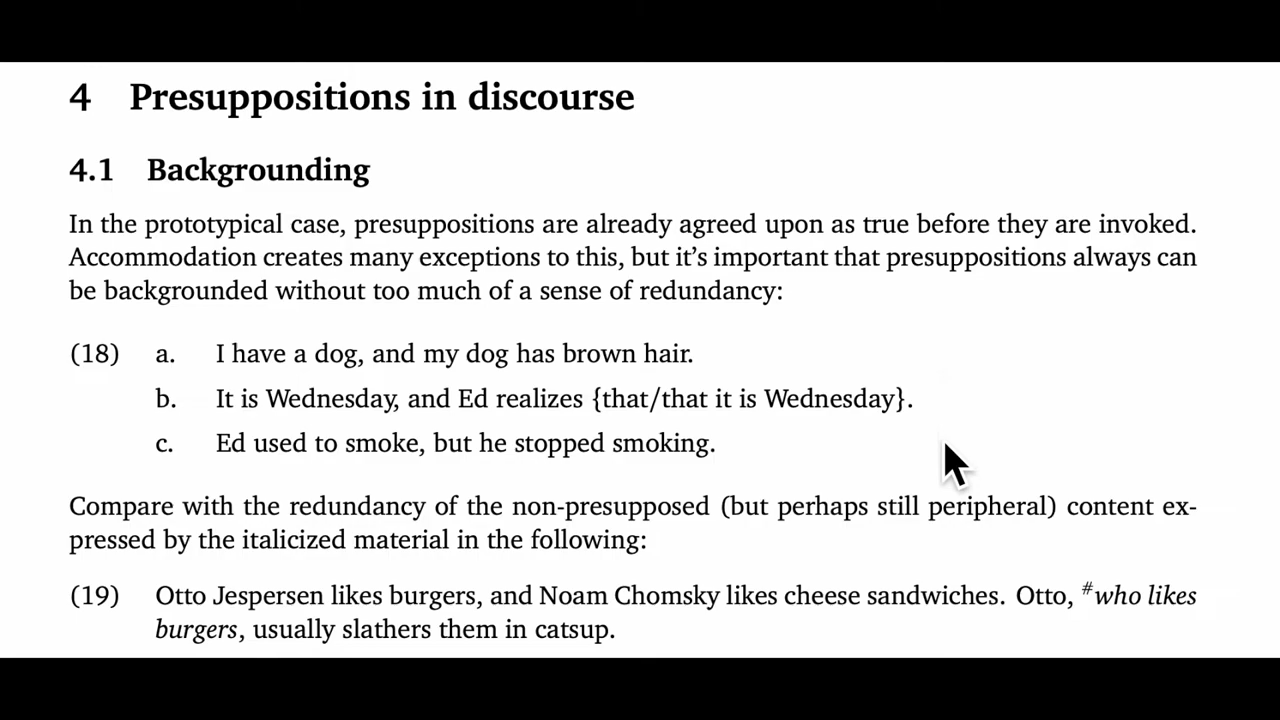 4 Presuppositions in discourse
4.1 Backgrounding
In the prototypical case, presuppositions are already agreed upon as true before they are invoked.
Accommodation creates many exceptions to this, but it’s important that presuppositions always can
be backgrounded without too much of a sense of redundancy:
(18) a. I have a dog, and my dog has brown hair.
b. It is Wednesday, and Ed realizes {that/that it is Wednesday}.
c. Ed used to smoke, but he stopped smoking.
Compare with the redundancy of the non-presupposed (but perhaps still peripheral) content ex-
pressed by the italicized material in the following:
(19) Otto Jespersen likes burgers, and Noam Chomsky likes cheese sandwiches. Otto, #who likes
burgers, usually slathers them in catsup.